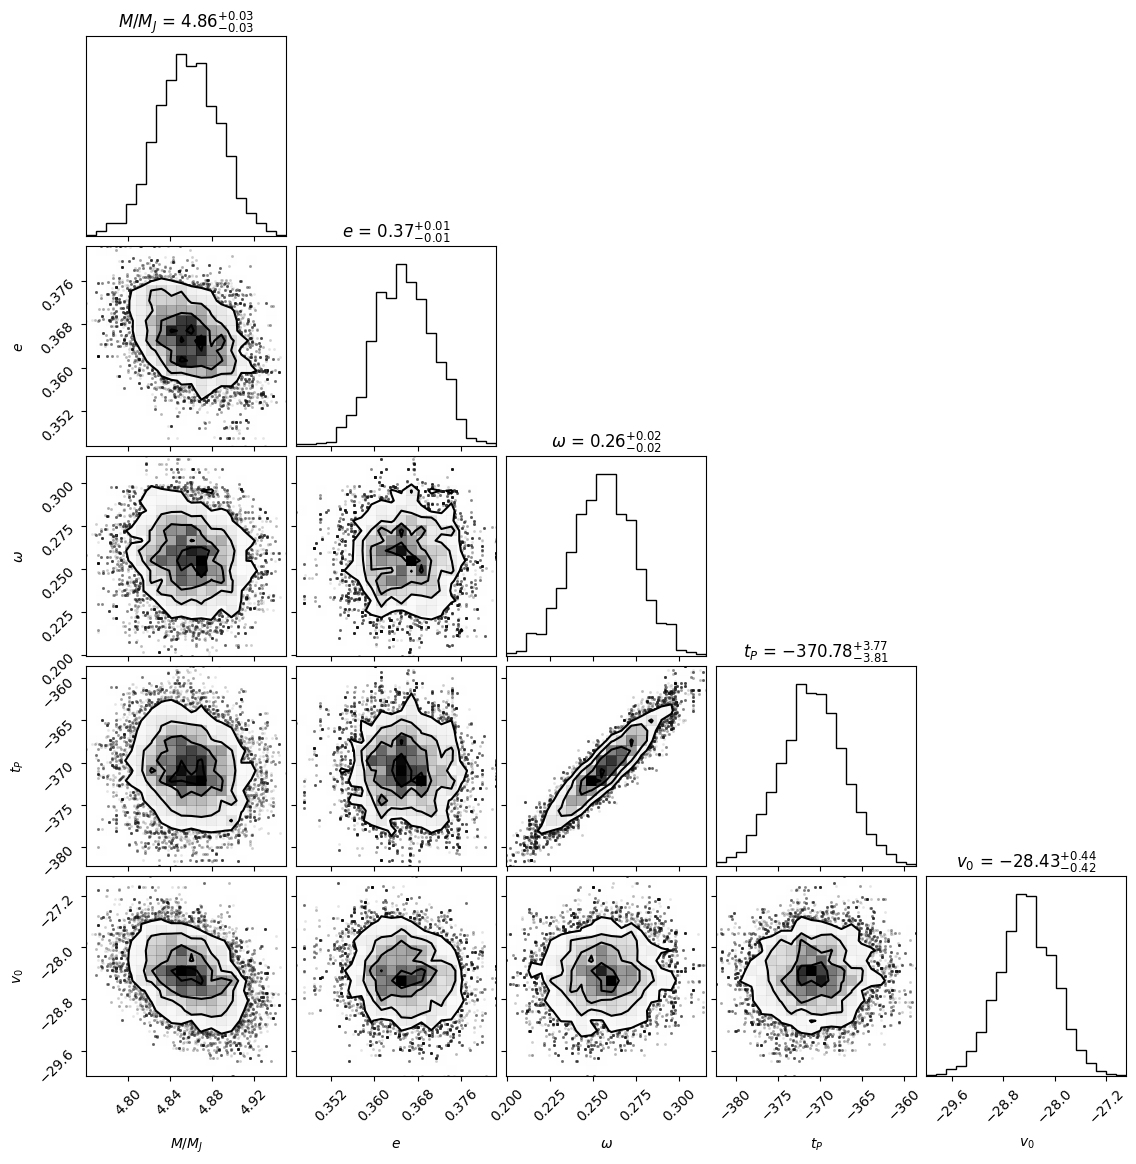 M/M_J = 4.86^{+0.03}_{-0.03}
e = 0.37^{+0.01}_{-0.01}
e
0.376
0.368
0.360
0.352
ω = 0.26^{+0.02}_{-0.02}
ω
0.300
0.275
0.250
0.225
0.200
t_P = −370.78^{+3.77}_{−3.81}
t_P
−360
−365
−370
−375
−380
v_0 = −28.43^{+0.44}_{−0.42}
v_0
−27.2
−28.0
−28.8
−29.6
4.80 4.84 4.88 4.92
0.352 0.360 0.368 0.376
0.200 0.225 0.250 0.275 0.300
−380 −375 −370 −365 −360
−29.6 −28.8 −28.0 −27.2
M/M_J e ω t_P v_0